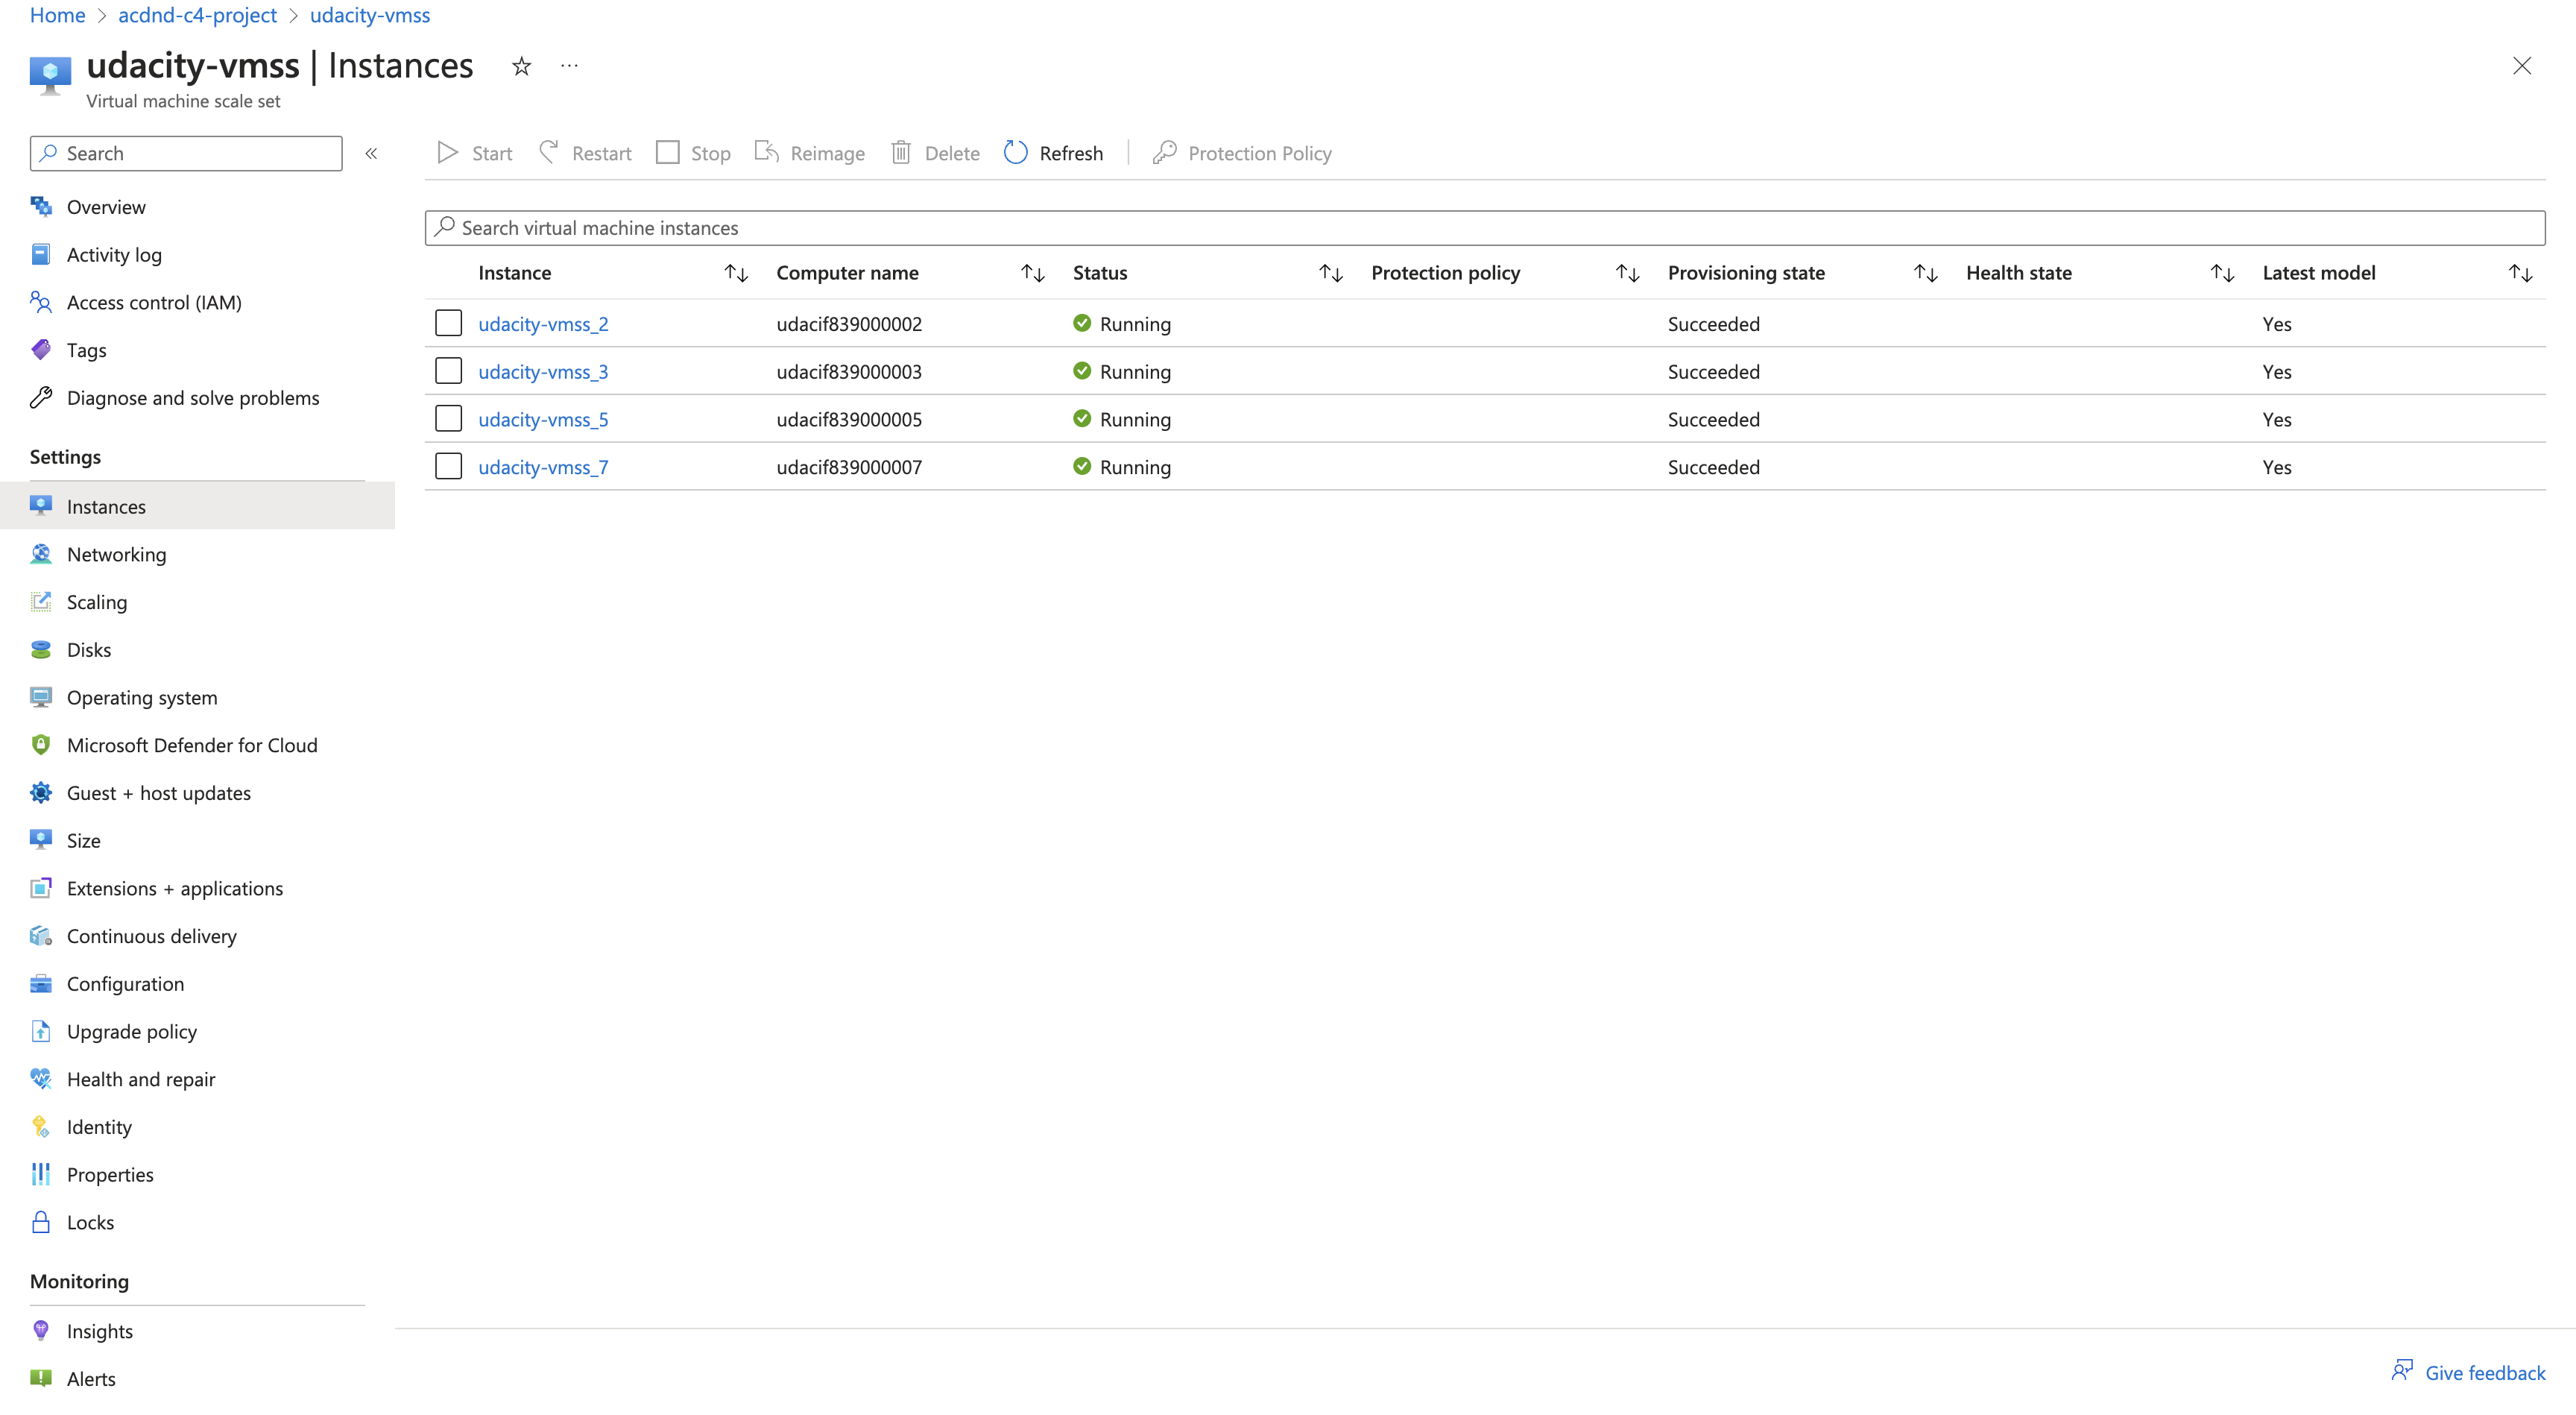 Home > acdnd-c4-project > udacity-vmss
udacity-vmss | Instances
Virtual machine scale set
Search
Start Restart Stop Reimage Delete Refresh Protection Policy
Overview
Activity log
Access control (IAM)
Tags
Diagnose and solve problems
Settings
Instances
Networking
Scaling
Disks
Operating system
Microsoft Defender for Cloud
Guest + host updates
Size
Extensions + applications
Continuous delivery
Configuration
Upgrade policy
Health and repair
Identity
Properties
Locks
Monitoring
Insights
Alerts
Search virtual machine instances
Instance Computer name Status Protection policy Provisioning state Health state Latest model
udacity-vmss_2 udacif839000002 Running Succeeded Yes
udacity-vmss_3 udacif839000003 Running Succeeded Yes
udacity-vmss_5 udacif839000005 Running Succeeded Yes
udacity-vmss_7 udacif839000007 Running Succeeded Yes
Give feedback